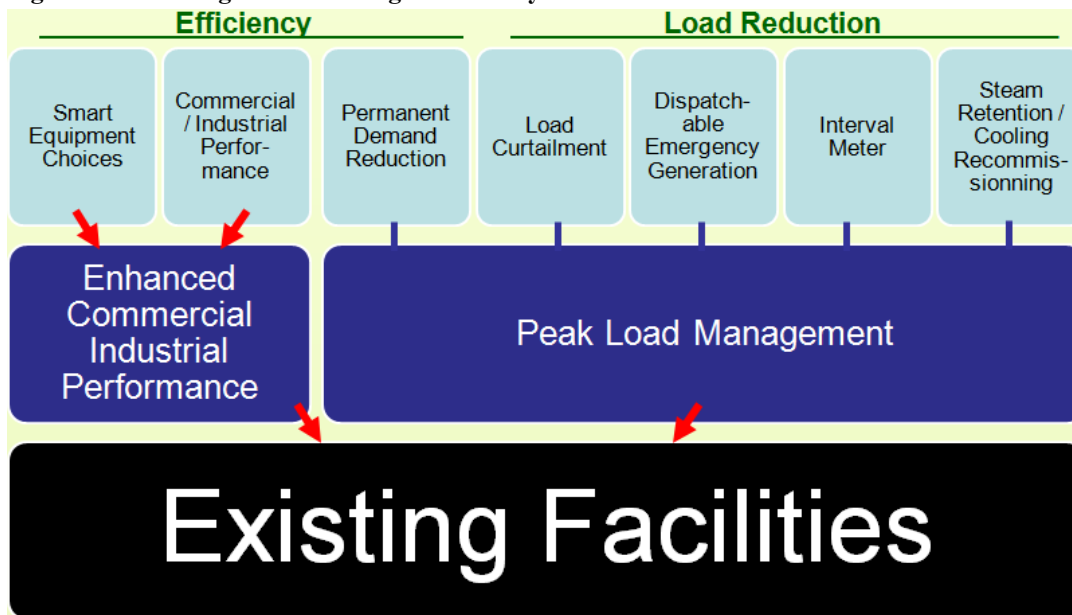 Efficiency
Load Reduction
Smart
Equipment
Choices
Commercial
/ Industrial
Perfor-
mance
Permanent
Demand
Reduction
Load
Curtailment
Dispatch-
able
Emergency
Generation
Interval
Meter
Steam
Retention /
Cooling
Recommis-
sionning
Enhanced
Commercial
Industrial
Performance
Peak Load Management
Existing Facilities